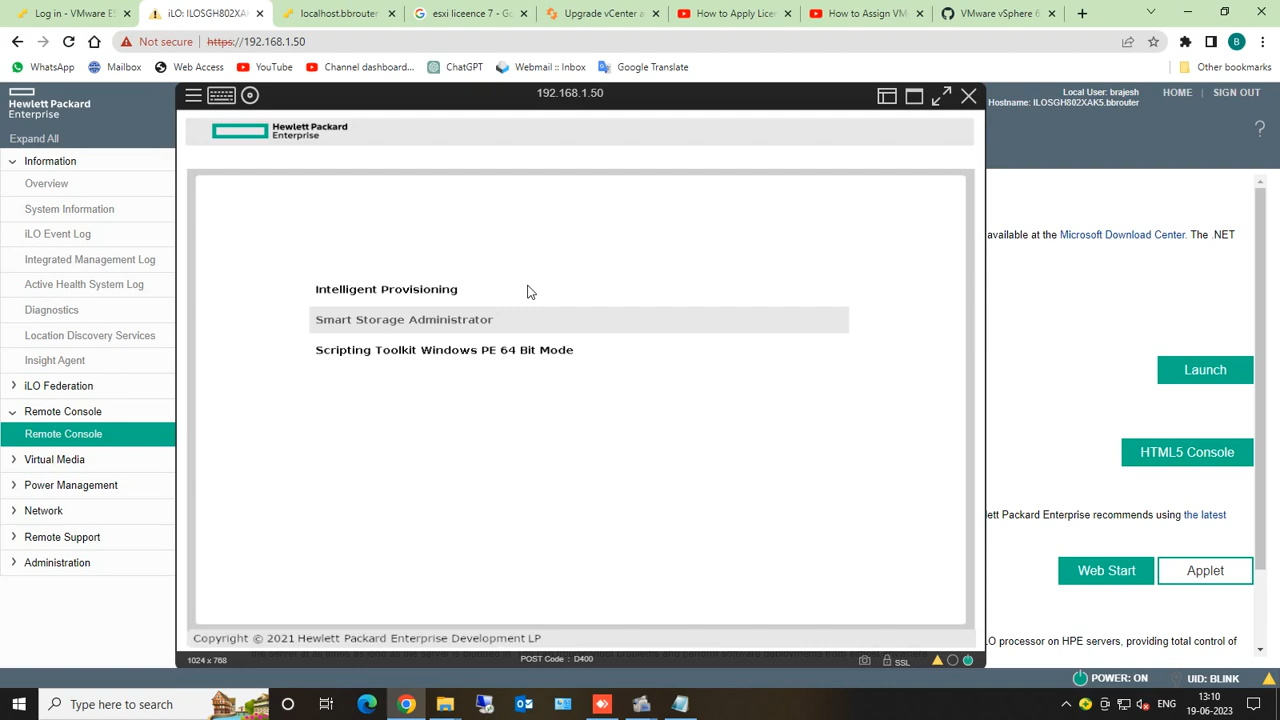 Log in - VMware ES
iLO: ILOSGH802XAK
localhost.bbrouter
esxi licence 7 - Go
Upgrade vCenter a
How to Apply Lice
How to Assign VM
VMware vSphere 6
Not secure https://192.168.1.50
B
WhatsApp Mailbox Web Access YouTube Channel dashboard... ChatGPT Webmail :: Inbox Google Translate Other bookmarks
Hewlett Packard
Enterprise
192.168.1.50
Local User: brajesh
Hostname: ILOSGH802XAK5.bbrouter
HOME SIGN OUT
?
Expand All
Information
Overview
System Information
iLO Event Log
Integrated Management Log
Active Health System Log
Diagnostics
Location Discovery Services
Insight Agent
iLO Federation
Remote Console
Remote Console
Virtual Media
Power Management
Network
Remote Support
Administration
Hewlett Packard
Enterprise
Intelligent Provisioning
Smart Storage Administrator
Scripting Toolkit Windows PE 64 Bit Mode
Copyright © 2021 Hewlett Packard Enterprise Development LP
1024 x 768
POST Code : D400
SSL
available at the Microsoft Download Center. The .NET
Launch
HTML5 Console
lett Packard Enterprise recommends using the latest
Web Start
Applet
O processor on HPE servers, providing total control of
POWER: ON
UID: BLINK
Type here to search
ENG
13:10
19-06-2023